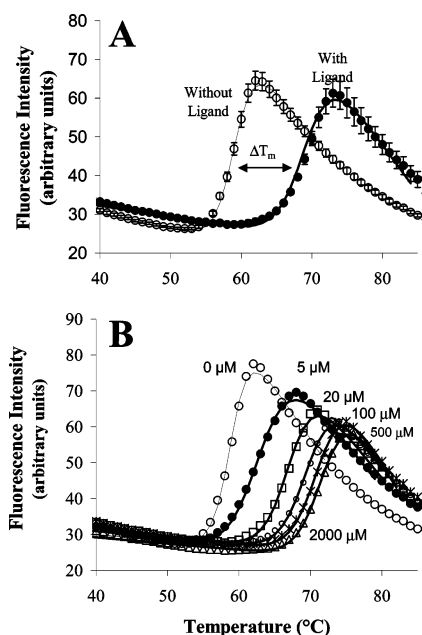 A
Fluorescence Intensity
(arbitrary units)
80
70
60
50
40
30
20
Without
Ligand
With
Ligand
ΔTm
40 50 60 70 80
B
Fluorescence Intensity
(arbitrary units)
90
80
70
60
50
40
30
20
0 µM
5 µM
20 µM
100 µM
500 µM
2000 µM
40 50 60 70 80
Temperature (°C)